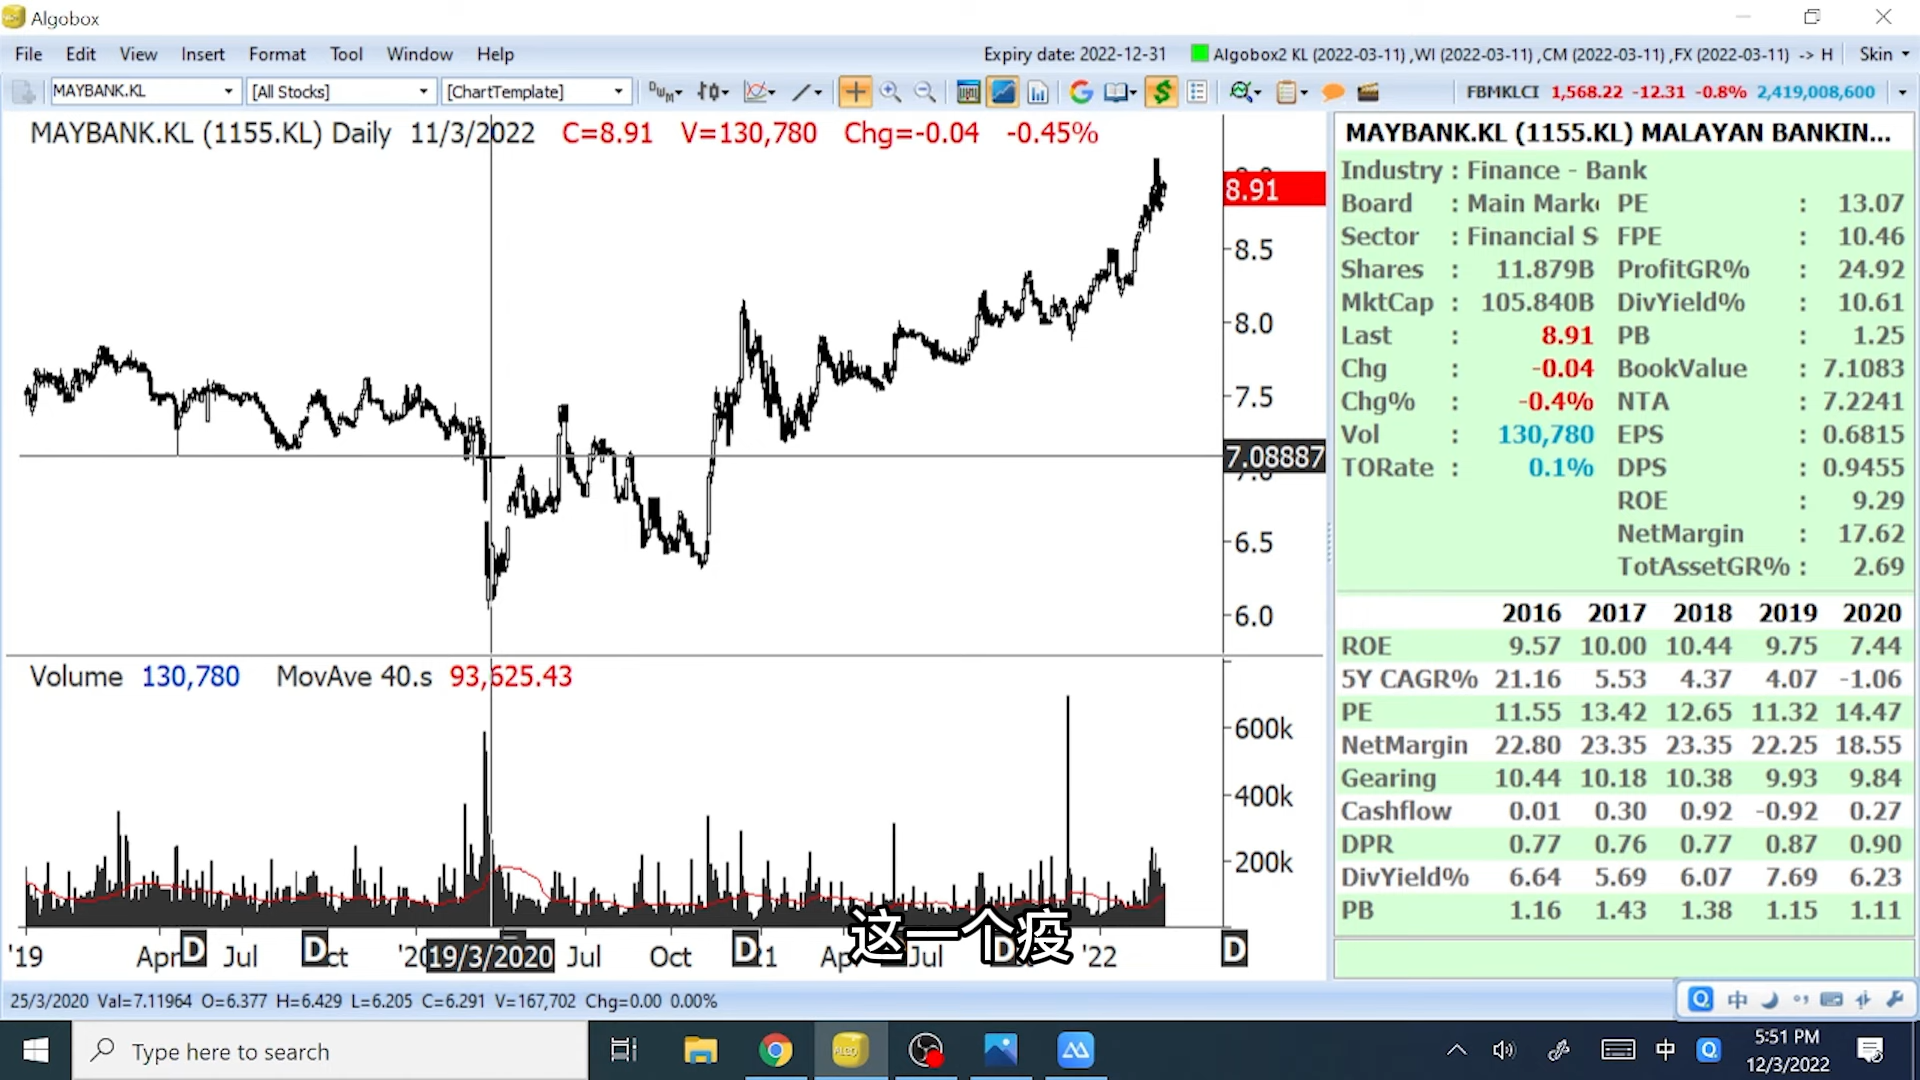 Algobox
File Edit View Insert Format Tool Window Help
Expiry date: 2022-12-31 Algobox2 KL (2022-03-11) ,WI (2022-03-11) ,CM (2022-03-11) ,FX (2022-03-11) -> H Skin
MAYBANK.KL [All Stocks] [ChartTemplate]
FBMKLCI 1,568.22 -12.31 -0.8% 2,419,008,600
MAYBANK.KL (1155.KL) Daily 11/3/2022 C=8.91 V=130,780 Chg=-0.04 -0.45%
8.91
8.5
8.0
7.5
7.08887
6.5
6.0
Volume 130,780 MovAve 40.s 93,625.43
600k
400k
200k
'19 Apr D Jul D ct '20 19/3/2020 Jul Oct D 21 Ap Jul D '22 D
这一个疫
25/3/2020 Val=7.11964 O=6.377 H=6.429 L=6.205 C=6.291 V=167,702 Chg=0.00 0.00%
MAYBANK.KL (1155.KL) MALAYAN BANKIN...
Industry : Finance - Bank
Board : Main Mark PE : 13.07
Sector : Financial S FPE : 10.46
Shares : 11.879B ProfitGR% : 24.92
MktCap : 105.840B DivYield% : 10.61
Last : 8.91 PB : 1.25
Chg : -0.04 BookValue : 7.1083
Chg% : -0.4% NTA : 7.2241
Vol : 130,780 EPS : 0.6815
TORate : 0.1% DPS : 0.9455
ROE : 9.29
NetMargin : 17.62
TotAssetGR% : 2.69
2016 2017 2018 2019 2020
ROE 9.57 10.00 10.44 9.75 7.44
5Y CAGR% 21.16 5.53 4.37 4.07 -1.06
PE 11.55 13.42 12.65 11.32 14.47
NetMargin 22.80 23.35 23.35 22.25 18.55
Gearing 10.44 10.18 10.38 9.93 9.84
Cashflow 0.01 0.30 0.92 -0.92 0.27
DPR 0.77 0.76 0.77 0.87 0.90
DivYield% 6.64 5.69 6.07 7.69 6.23
PB 1.16 1.43 1.38 1.15 1.11
中
Type here to search
中
5:51 PM
12/3/2022